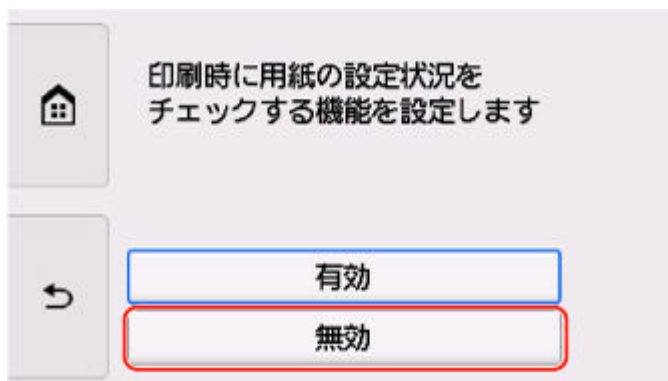 印刷時に用紙の設定状況を
チェックする機能を設定します
有効
無効